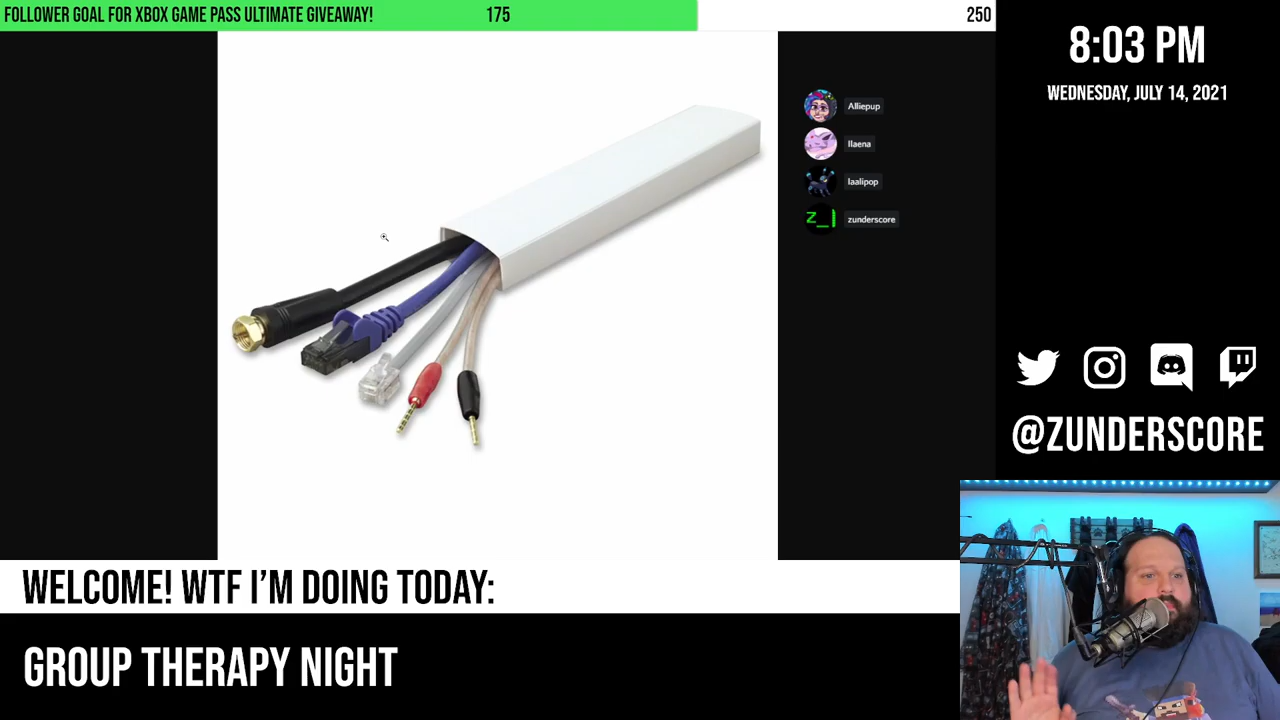 FOLLOWER GOAL FOR XBOX GAME PASS ULTIMATE GIVEAWAY! 175 250
8:03 PM
WEDNESDAY, JULY 14, 2021
Alliepup
Ilaena
laalipop
z_| zunderscore
@ZUNDERSCORE
WELCOME! WTF I'M DOING TODAY:
GROUP THERAPY NIGHT